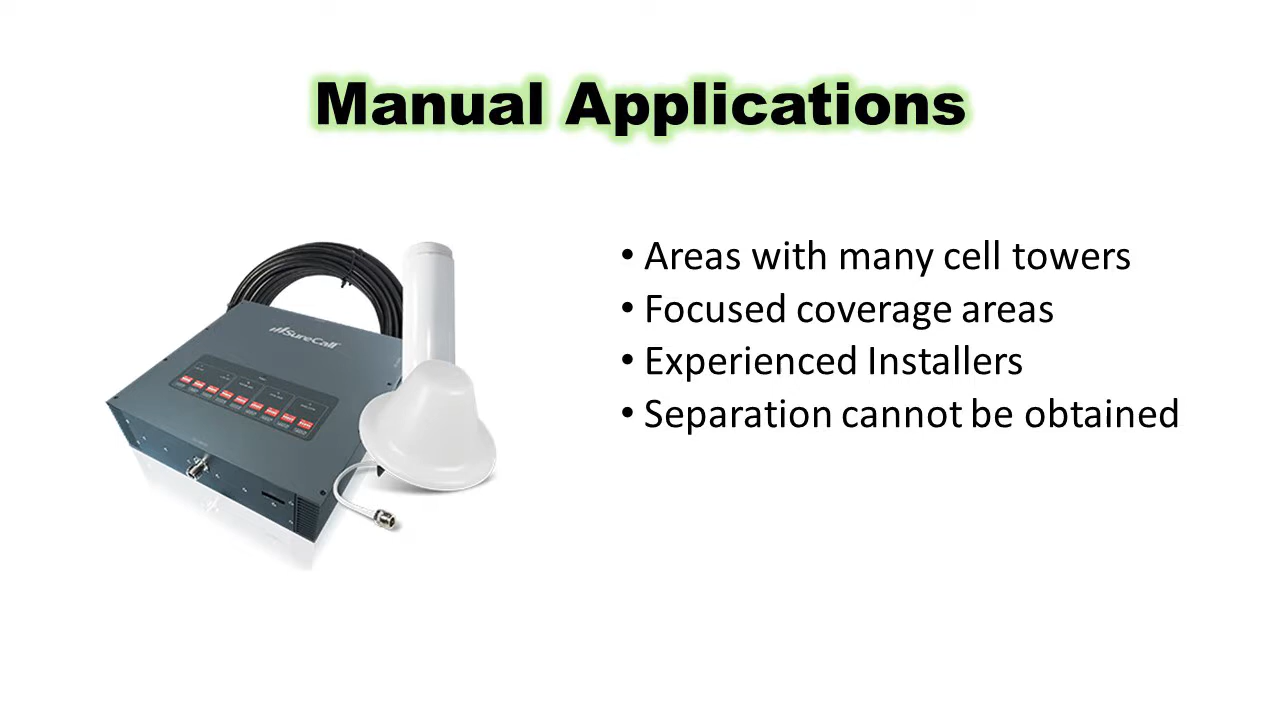 Manual Applications
SureCall
• Areas with many cell towers
• Focused coverage areas
• Experienced Installers
• Separation cannot be obtained